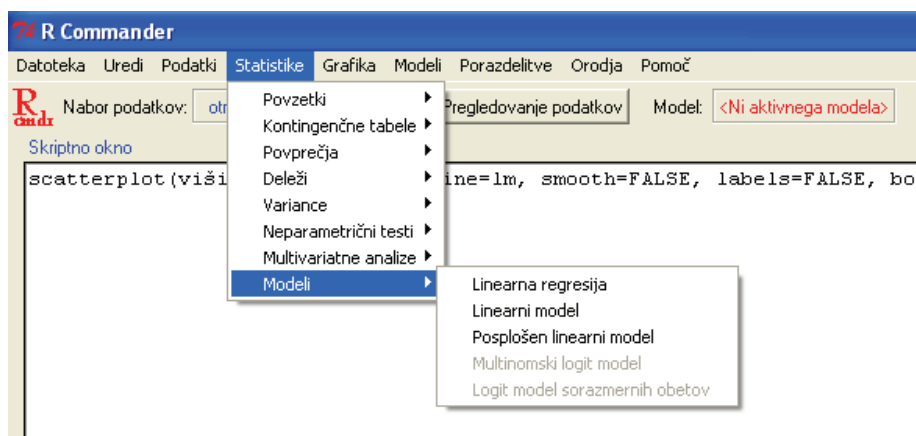 R Commander
Datoteka Uredi Podatki Statistike Grafika Modeli Porazdelitve Orodja Pomoč
R cmdr Nabor podatkov: Pregledovanje podatkov Model: <Ni aktivnega modela>
Skriptno okno
scatterplot(viši ine=lm, smooth=FALSE, labels=FALSE, bo
Povzetki
Kontingenčne tabele
Povprečja
Deleži
Variance
Neparametrični testi
Multivariatne analize
Modeli
Linearna regresija
Linearni model
Posplošen linearni model
Multinomski logit model
Logit model sorazmernih obetov